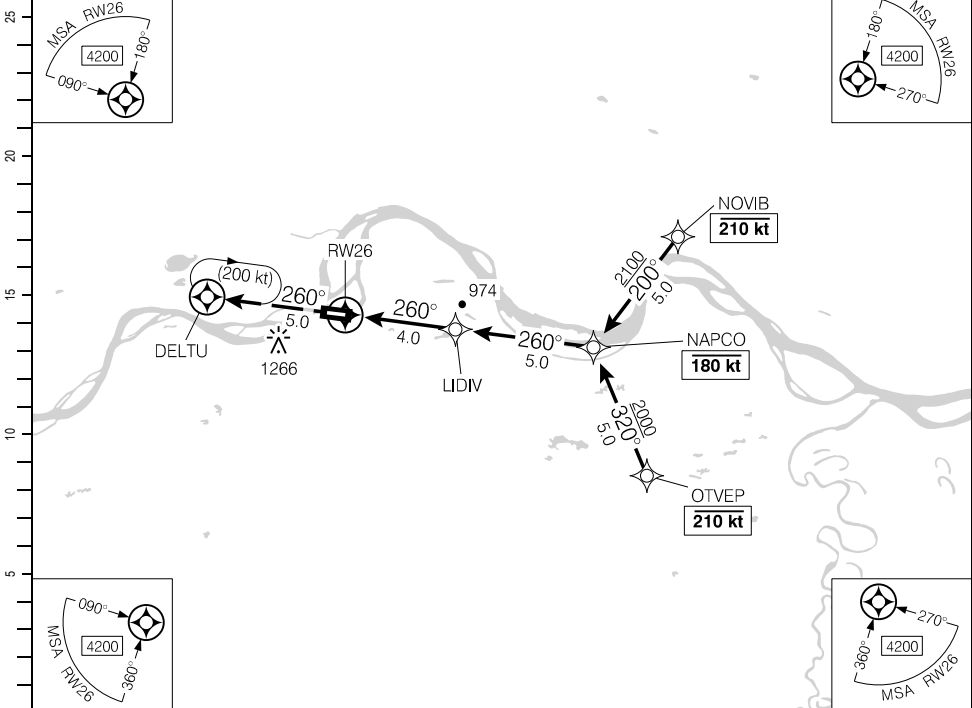 25
20
15
10
5
MSA RW26
4200
180°
090°
MSA RW26
4200
180°
270°
NOVIB
210 kt
2100
200°
5.0
RW26
(200 kt)
260°
5.0
DELTU
1266
974
260°
4.0
LIDIV
260°
5.0
NAPCO
180 kt
2000
320°
5.0
OTVEP
210 kt
090°
4200
360°
MSA RW26
270°
4200
360°
MSA RW26